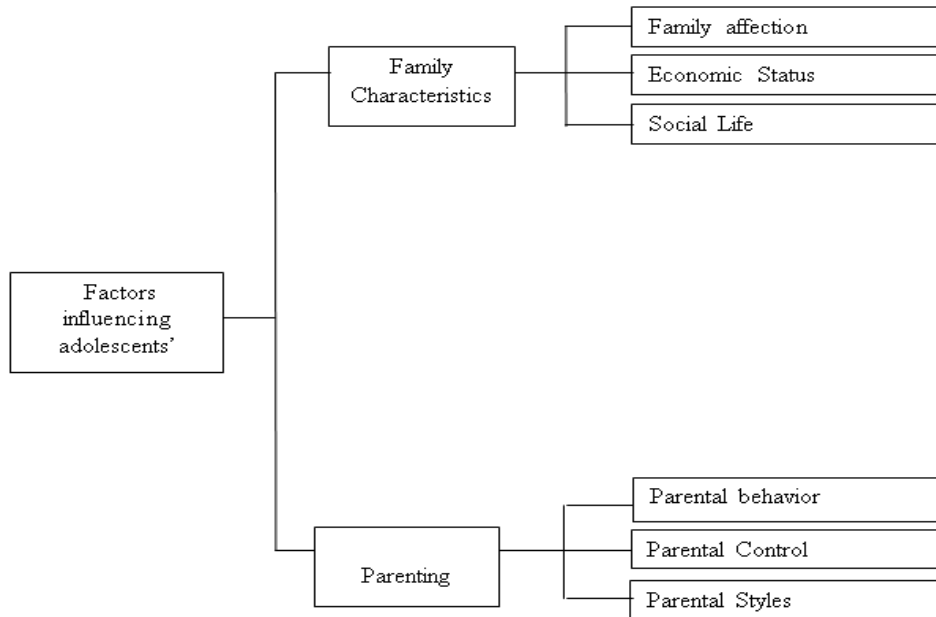 Family affection
Family
Characteristics
Economic Status
Social Life
Factors
influencing
adolescents’
Parental behavior
Parental Control
Parenting
Parental Styles